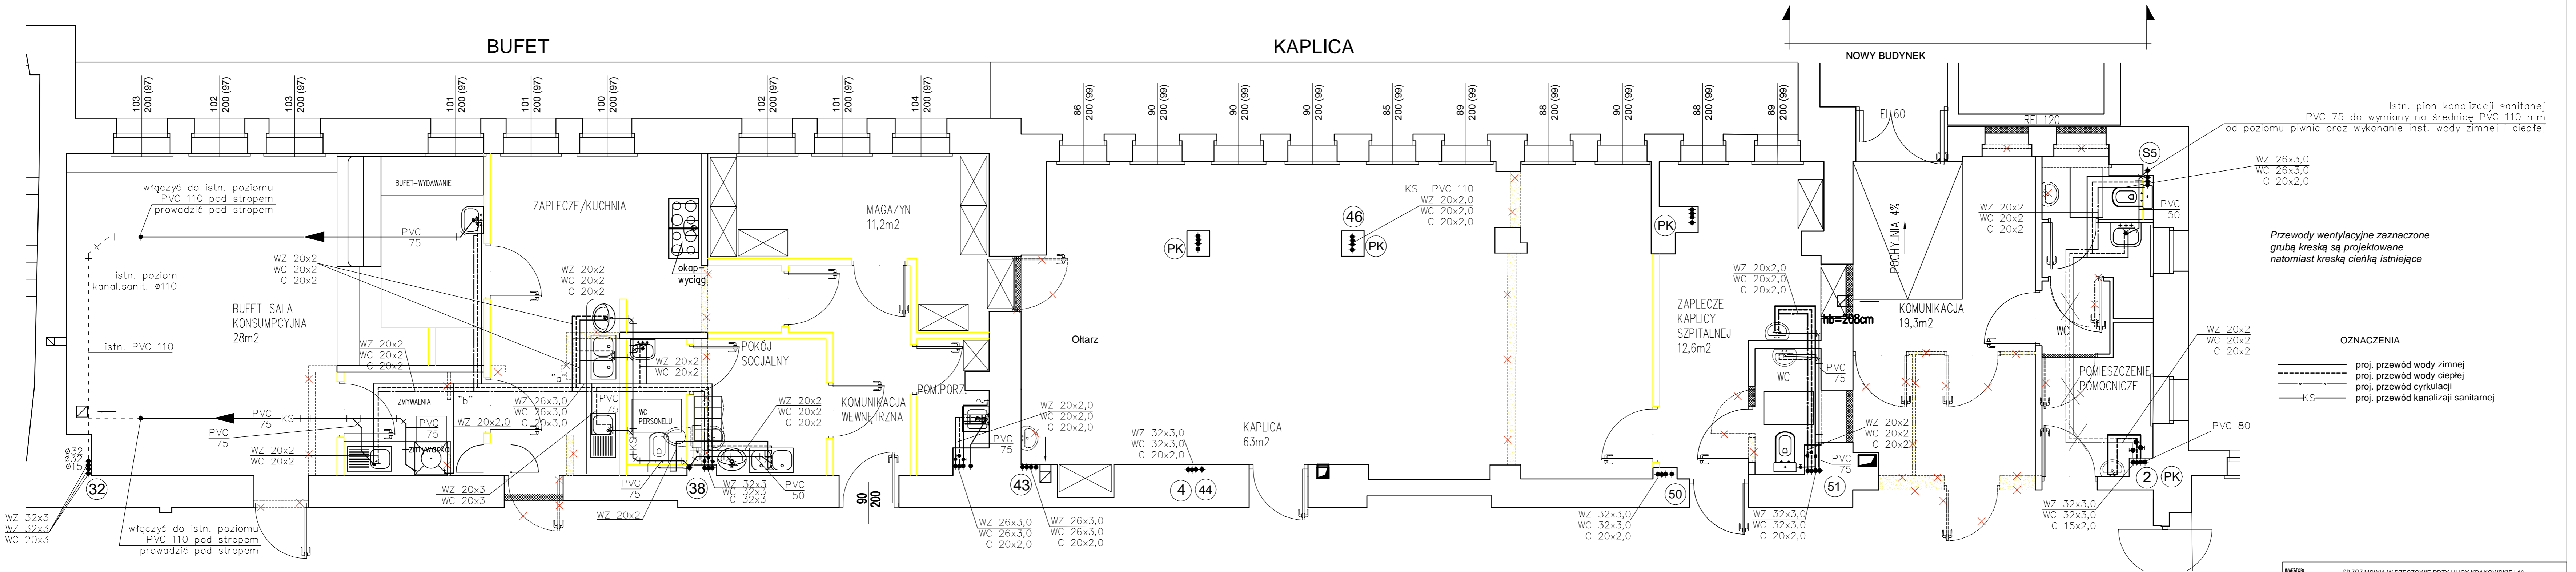 BUFET
KAPLICA
NOWY BUDYNEK
103
200 (97)
102
200 (97)
103
200 (97)
101
200 (97)
101
200 (97)
100
200 (97)
102
200 (97)
101
200 (97)
104
200 (97)
86
200 (99)
90
200 (99)
90
200 (99)
90
200 (99)
85
200 (99)
89
200 (99)
88
200 (99)
90
200 (99)
88
200 (99)
89
200 (99)
EI 60
REI 120
Istn. pion kanalizacji sanitanej
PVC 75 do wymiany na średnicę PVC 110 mm
od poziomu piwnic oraz wykonanie inst. wody zimnej i ciepłej
S5
WZ 26x3,0
WC 26x3,0
C 20x2,0
włączyć do istn. poziomu
PVC 110 pod stropem
prowadzić pod stropem
BUFET-WYDAWANIE
ZAPLECZE/KUCHNIA
MAGAZYN
11,2m2
KS- PVC 110
WZ 20x2,0
WC 20x2,0
C 20x2,0
46
PK
PK
PK
POCHYLNIA 4%
WZ 20x2
WC 20x2
C 20x2
PVC
50
Przewody wentylacyjne zaznaczone
grubą kreską są projektowane
natomiast kreską cieńką istniejące
PVC
75
istn. poziom
kanal.sanit. ø110
WZ 20x2
WC 20x2
C 20x2
WZ 20x2
WC 20x2
C 20x2
okap-
wyciąg
BUFET-SALA
KONSUMPCYJNA
28m2
istn. PVC 110
WZ 20x2
WC 20x2
C 20x2
POKÓJ
SOCJALNY
WZ 20x2
WC 20x2
Ołtarz
ZAPLECZE
KAPLICY
SZPITALNEJ
12,6m2
WZ 20x2,0
WC 20x2,0
C 20x2,0
hb=208cm
KOMUNIKACJA
19,3m2
WC
WZ 20x2
WC 20x2
C 20x2
OZNACZENIA
proj. przewód wody zimnej
proj. przewód wody ciepłej
proj. przewód cyrkulacji
KS
proj. przewód kanalizaji sanitarnej
"a"
"b"
ZMYWALNIA
POM.PORZ.
WC
PVC
75
POMIESZCZENIE
POMOCNICZE
PVC
75
KS
PVC
75
PVC
75
zmywarka
WZ 20x2,0
WZ 26x3,0
WC 26x3,0
C 20x3,0
PVC
75
WC
PERSONELU
KS
WZ 20x2
WC 20x2
C 20x2
KOMUNIKACJA
WEWNĘTRZNA
WZ 20x2,0
WC 20x2,0
C 20x2,0
PVC
75
WZ 32x3,0
WC 32x3,0
C 20x2,0
KAPLICA
63m2
WZ 20x2
WC 20x2
C 20x2
PVC
75
PVC 80
ø32
ø32
ø15
WZ 20x2
WC 20x2
32
WZ 20x3
WC 20x3
PVC
75
38
WZ 32x3
WC 32x3
C 32x3
PVC
50
WZ 20x2
90
200
43
4
44
50
51
2
PK
WZ 32x3
WZ 32x3
WC 20x3
włączyć do istn. poziomu
PVC 110 pod stropem
prowadzić pod stropem
WZ 26x3,0
WC 26x3,0
C 20x2,0
WZ 26x3,0
WC 26x3,0
C 20x2,0
WZ 32x3,0
WC 32x3,0
C 20x2,0
WZ 32x3,0
WC 32x3,0
C 20x2,0
WZ 32x3,0
WC 32x3,0
C 15x2,0